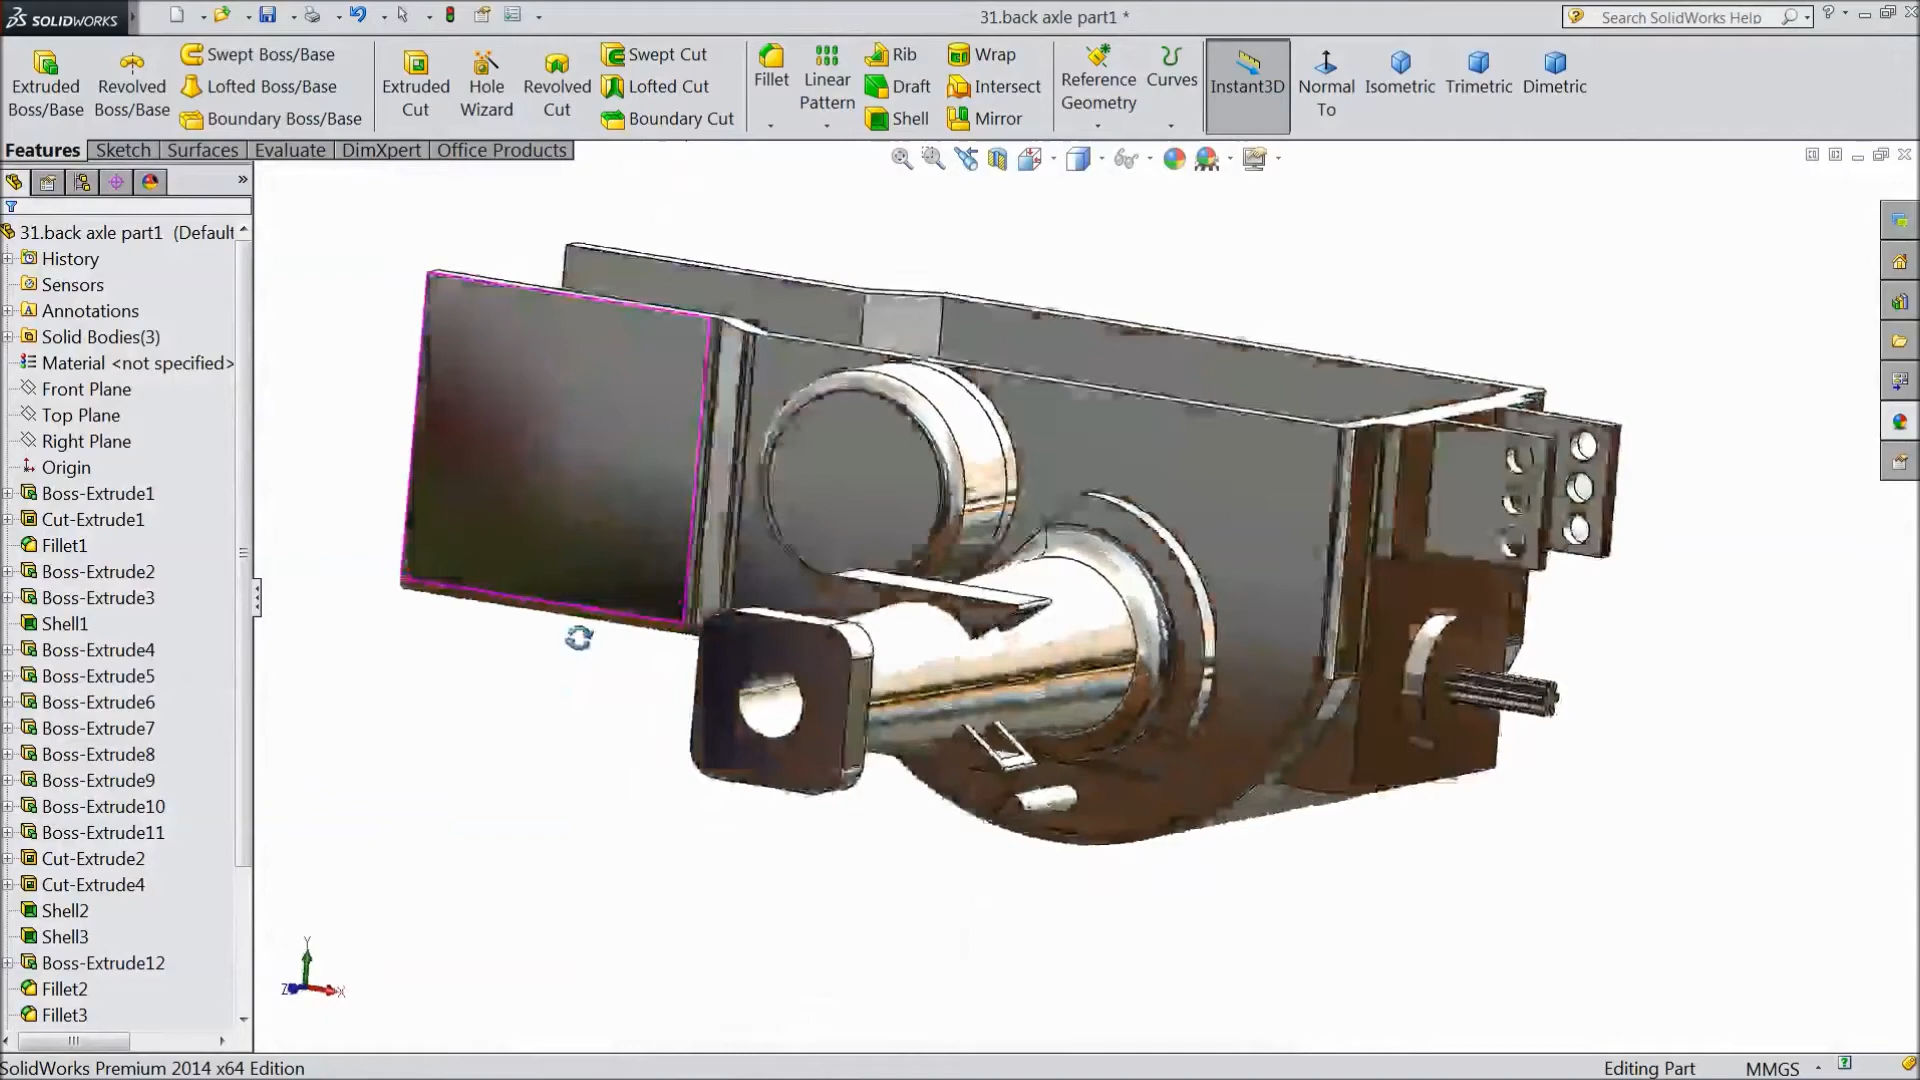 SOLIDWORKS
31.back axle part1 *
Search SolidWorks Help
Extruded Boss/Base
Revolved Boss/Base
Swept Boss/Base
Lofted Boss/Base
Boundary Boss/Base
Extruded Cut
Hole Wizard
Revolved Cut
Swept Cut
Lofted Cut
Boundary Cut
Fillet
Linear Pattern
Rib
Draft
Shell
Wrap
Intersect
Mirror
Reference Geometry
Curves
Instant3D
Normal To
Isometric
Trimetric
Dimetric
Features Sketch Surfaces Evaluate DimXpert Office Products
31.back axle part1 (Default
History
Sensors
Annotations
Solid Bodies(3)
Material <not specified>
Front Plane
Top Plane
Right Plane
Origin
Boss-Extrude1
Cut-Extrude1
Fillet1
Boss-Extrude2
Boss-Extrude3
Shell1
Boss-Extrude4
Boss-Extrude5
Boss-Extrude6
Boss-Extrude7
Boss-Extrude8
Boss-Extrude9
Boss-Extrude10
Boss-Extrude11
Cut-Extrude2
Cut-Extrude4
Shell2
Shell3
Boss-Extrude12
Fillet2
Fillet3
Y
Z
X
SolidWorks Premium 2014 x64 Edition
Editing Part
MMGS